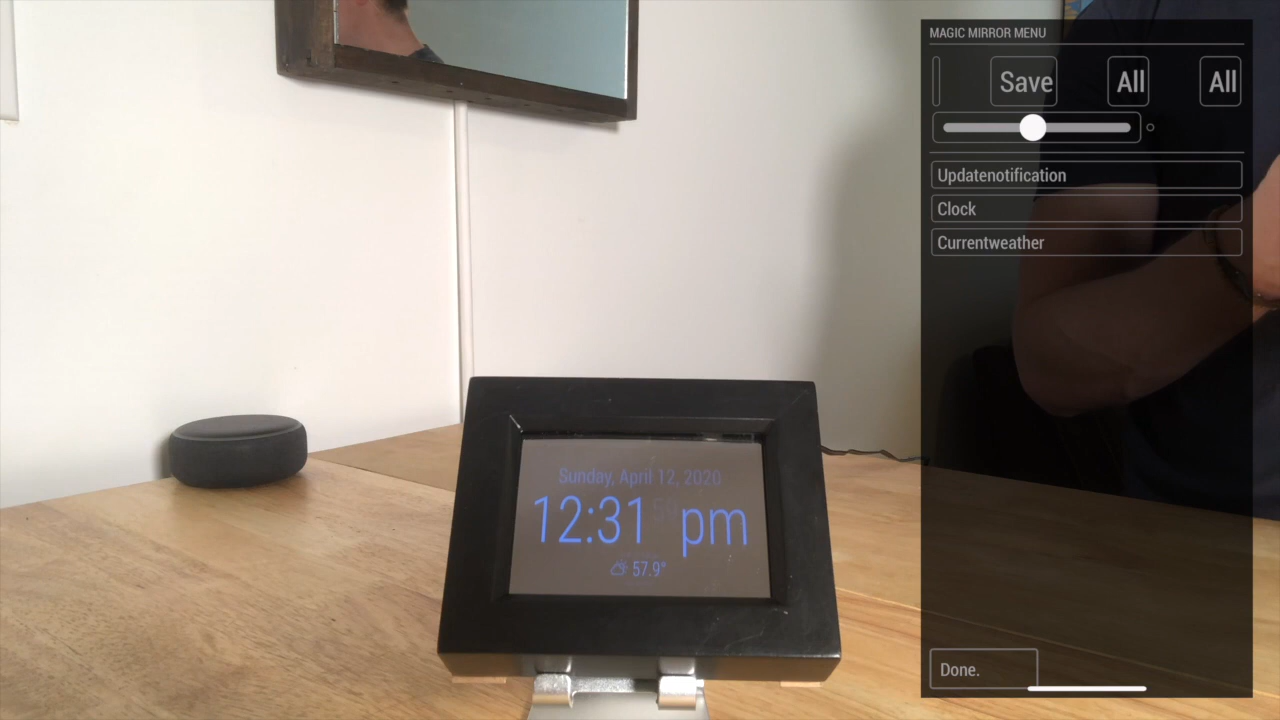 MAGIC MIRROR MENU
Save All All
Updatenotification
Clock
Currentweather
Sunday, April 12, 2020
12:31 pm
57.9°
Done.